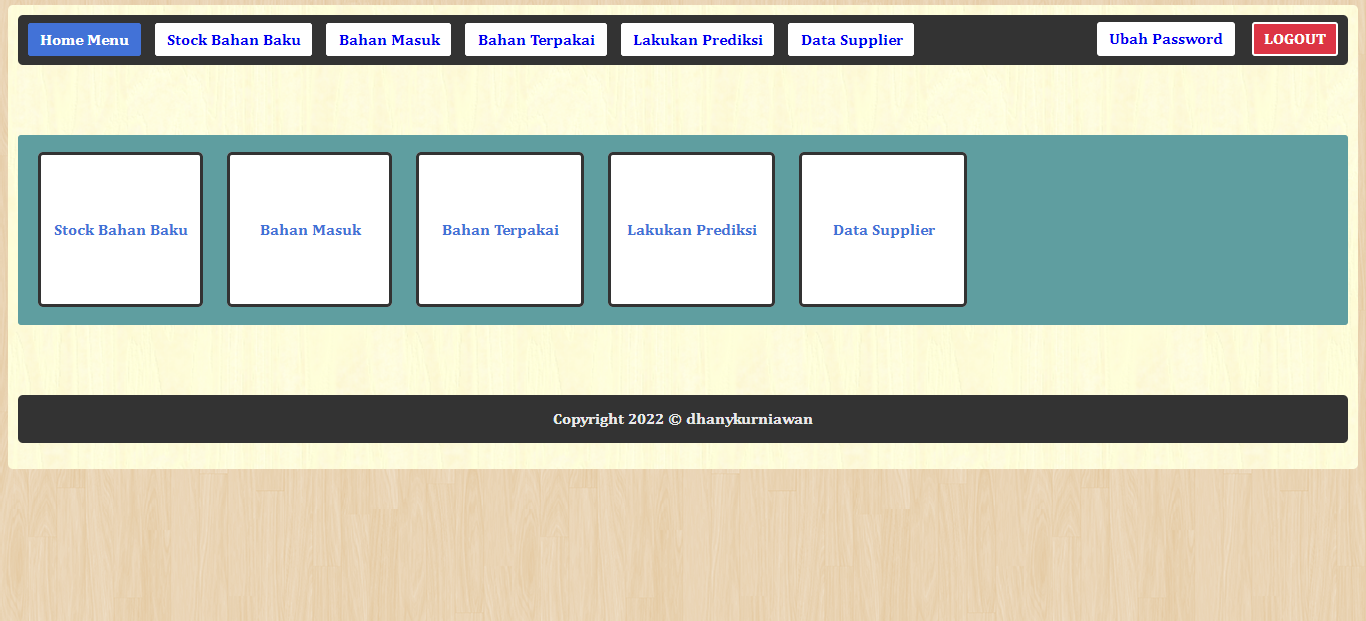 Home Menu Stock Bahan Baku Bahan Masuk Bahan Terpakai Lakukan Prediksi Data Supplier Ubah Password LOGOUT
Stock Bahan Baku Bahan Masuk Bahan Terpakai Lakukan Prediksi Data Supplier
Copyright 2022 © dhanykurniawan